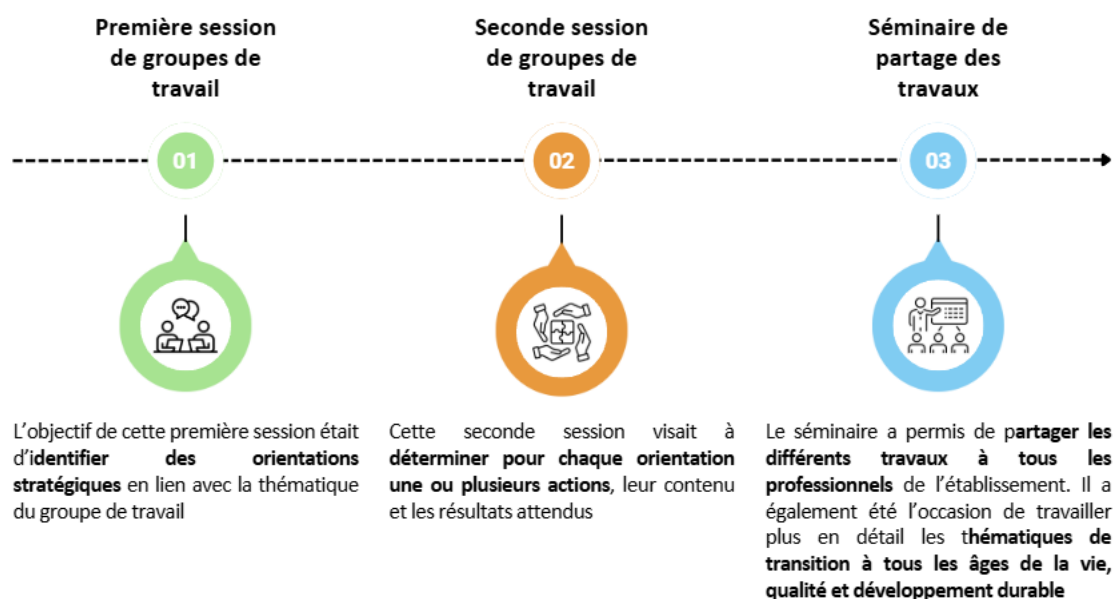 Première session
de groupes de
travail
Seconde session
de groupes de
travail
Séminaire de
partage des
travaux
01
02
03
L'objectif de cette première session était
d'identifier des orientations
stratégiques en lien avec la thématique
du groupe de travail
Cette seconde session visait à
déterminer pour chaque orientation
une ou plusieurs actions, leur contenu
et les résultats attendus
Le séminaire a permis de partager les
différents travaux à tous les
professionnels de l'établissement. Il a
également été l'occasion de travailler
plus en détail les thématiques de
transition à tous les âges de la vie,
qualité et développement durable